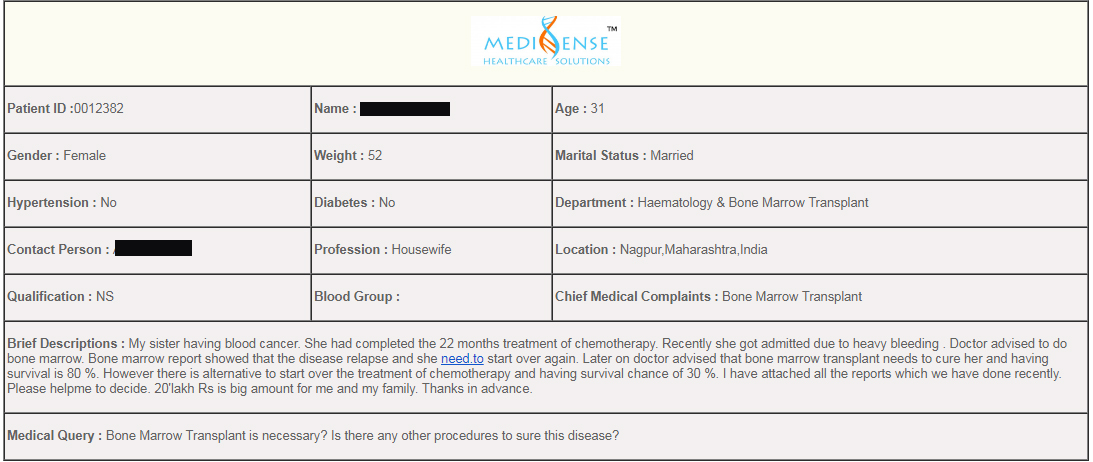 MEDISENSE™
HEALTHCARE SOLUTIONS
Patient ID :0012382
Name :
Age : 31
Gender : Female
Weight : 52
Marital Status : Married
Hypertension : No
Diabetes : No
Department : Haematology & Bone Marrow Transplant
Contact Person :
Profession : Housewife
Location : Nagpur,Maharashtra,India
Qualification : NS
Blood Group :
Chief Medical Complaints : Bone Marrow Transplant
Brief Descriptions : My sister having blood cancer. She had completed the 22 months treatment of chemotherapy. Recently she got admitted due to heavy bleeding . Doctor advised to do
bone marrow. Bone marrow report showed that the disease relapse and she need.to start over again. Later on doctor advised that bone marrow transplant needs to cure her and having
survival is 80 %. However there is alternative to start over the treatment of chemotherapy and having survival chance of 30 %. I have attached all the reports which we have done recently.
Please helpme to decide. 20'lakh Rs is big amount for me and my family. Thanks in advance.
Medical Query : Bone Marrow Transplant is necessary? Is there any other procedures to sure this disease?